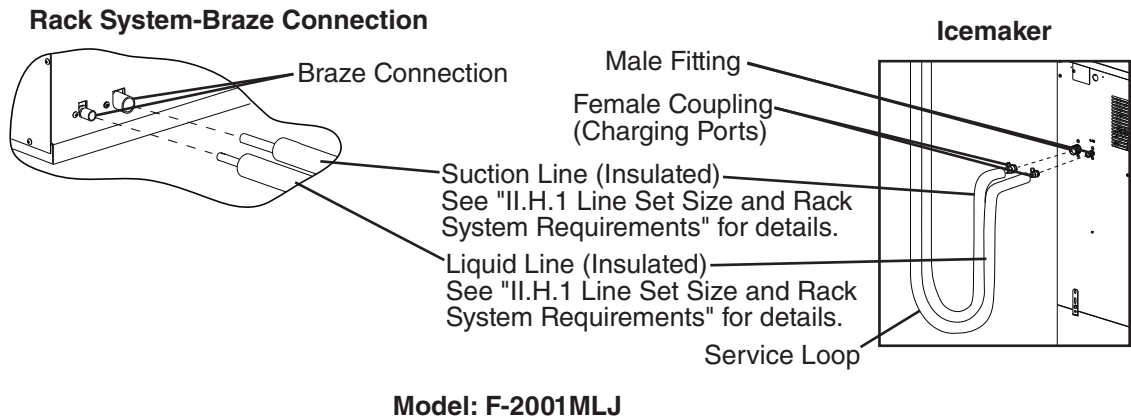 Rack System-Braze Connection
Braze Connection
Icemaker
Male Fitting
Female Coupling
(Charging Ports)
Suction Line (Insulated)
See "II.H.1 Line Set Size and Rack
System Requirements" for details.
Liquid Line (Insulated)
See "II.H.1 Line Set Size and Rack
System Requirements" for details.
Service Loop
Model: F-2001MLJ